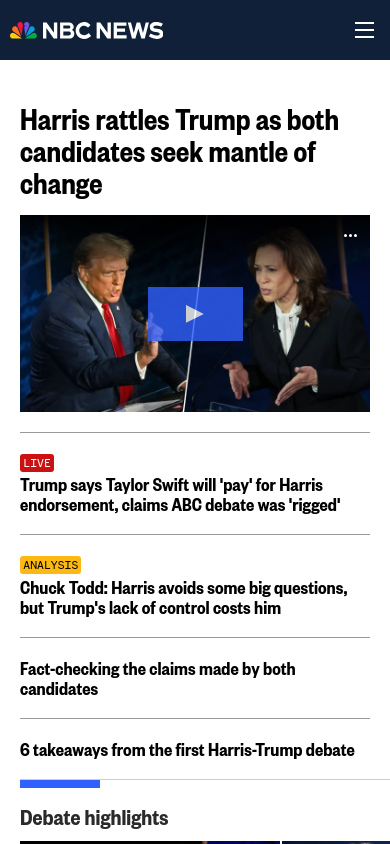 NBC NEWS
Harris rattles Trump as both
candidates seek mantle of
change
LIVE
Trump says Taylor Swift will 'pay' for Harris
endorsement, claims ABC debate was 'rigged'
ANALYSIS
Chuck Todd: Harris avoids some big questions,
but Trump's lack of control costs him
Fact-checking the claims made by both
candidates
6 takeaways from the first Harris-Trump debate
Debate highlights